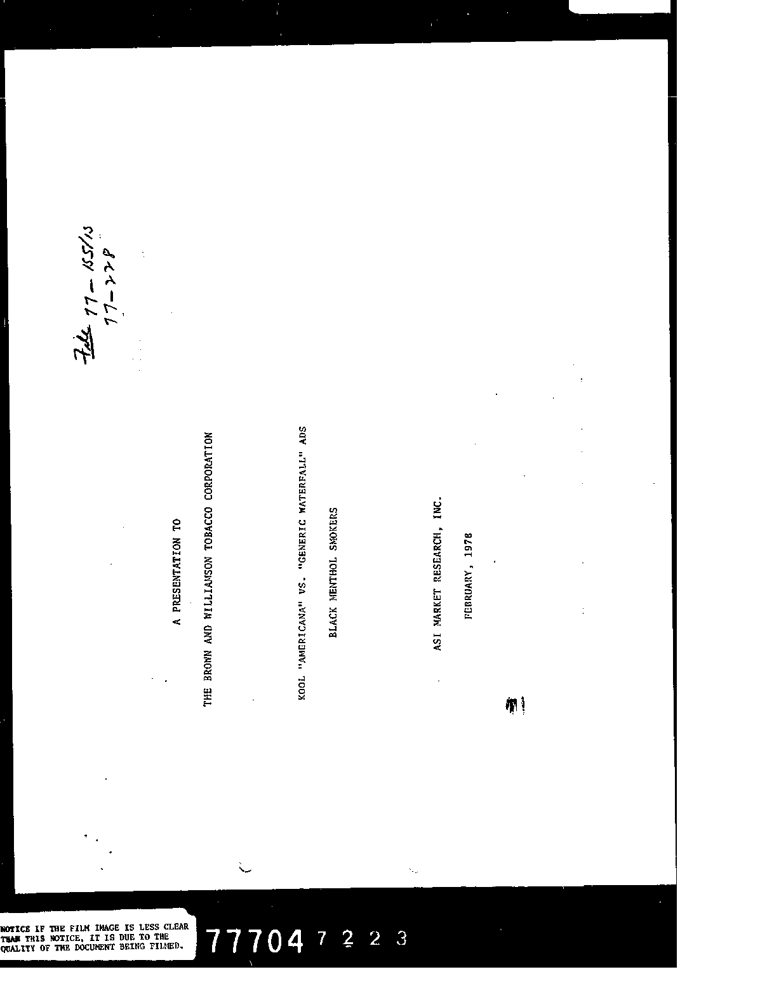 File 77-155/1s
77-228
A PRESENTATION TO
THE BROWN AND WILLIAMSON TOBACCO CORPORATION
KOOL "AMERICANA" VS. "GENERIC WATERFALL" ADS
BLACK MENTHOL SMOKERS
ASI MARKET RESEARCH, INC.
FEBRUARY, 1978
NOTICE IF THE FILM IMAGE IS LESS CLEAR
THAN THIS NOTICE, IT IS DUE TO THE
QUALITY OF THE DOCUMENT BEING FILMED.
777047223